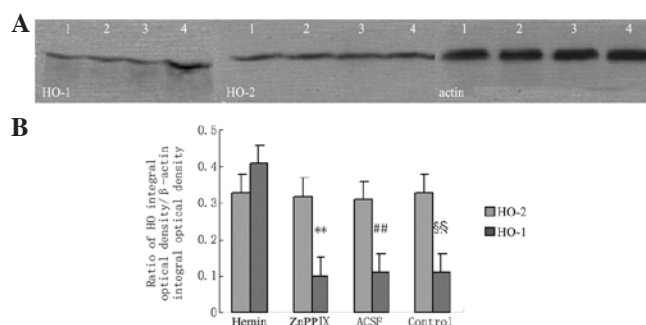 A
1 2 3 4 1 2 3 4 1 2 3 4
HO-1 HO-2 actin
B
Ratio of HO integral
optical density/β-actin
integral optical density
0.5
0.4
0.3
0.2
0.1
0
** ## §§
HO-2
HO-1
Hemin ZnPPIX ACSF Control